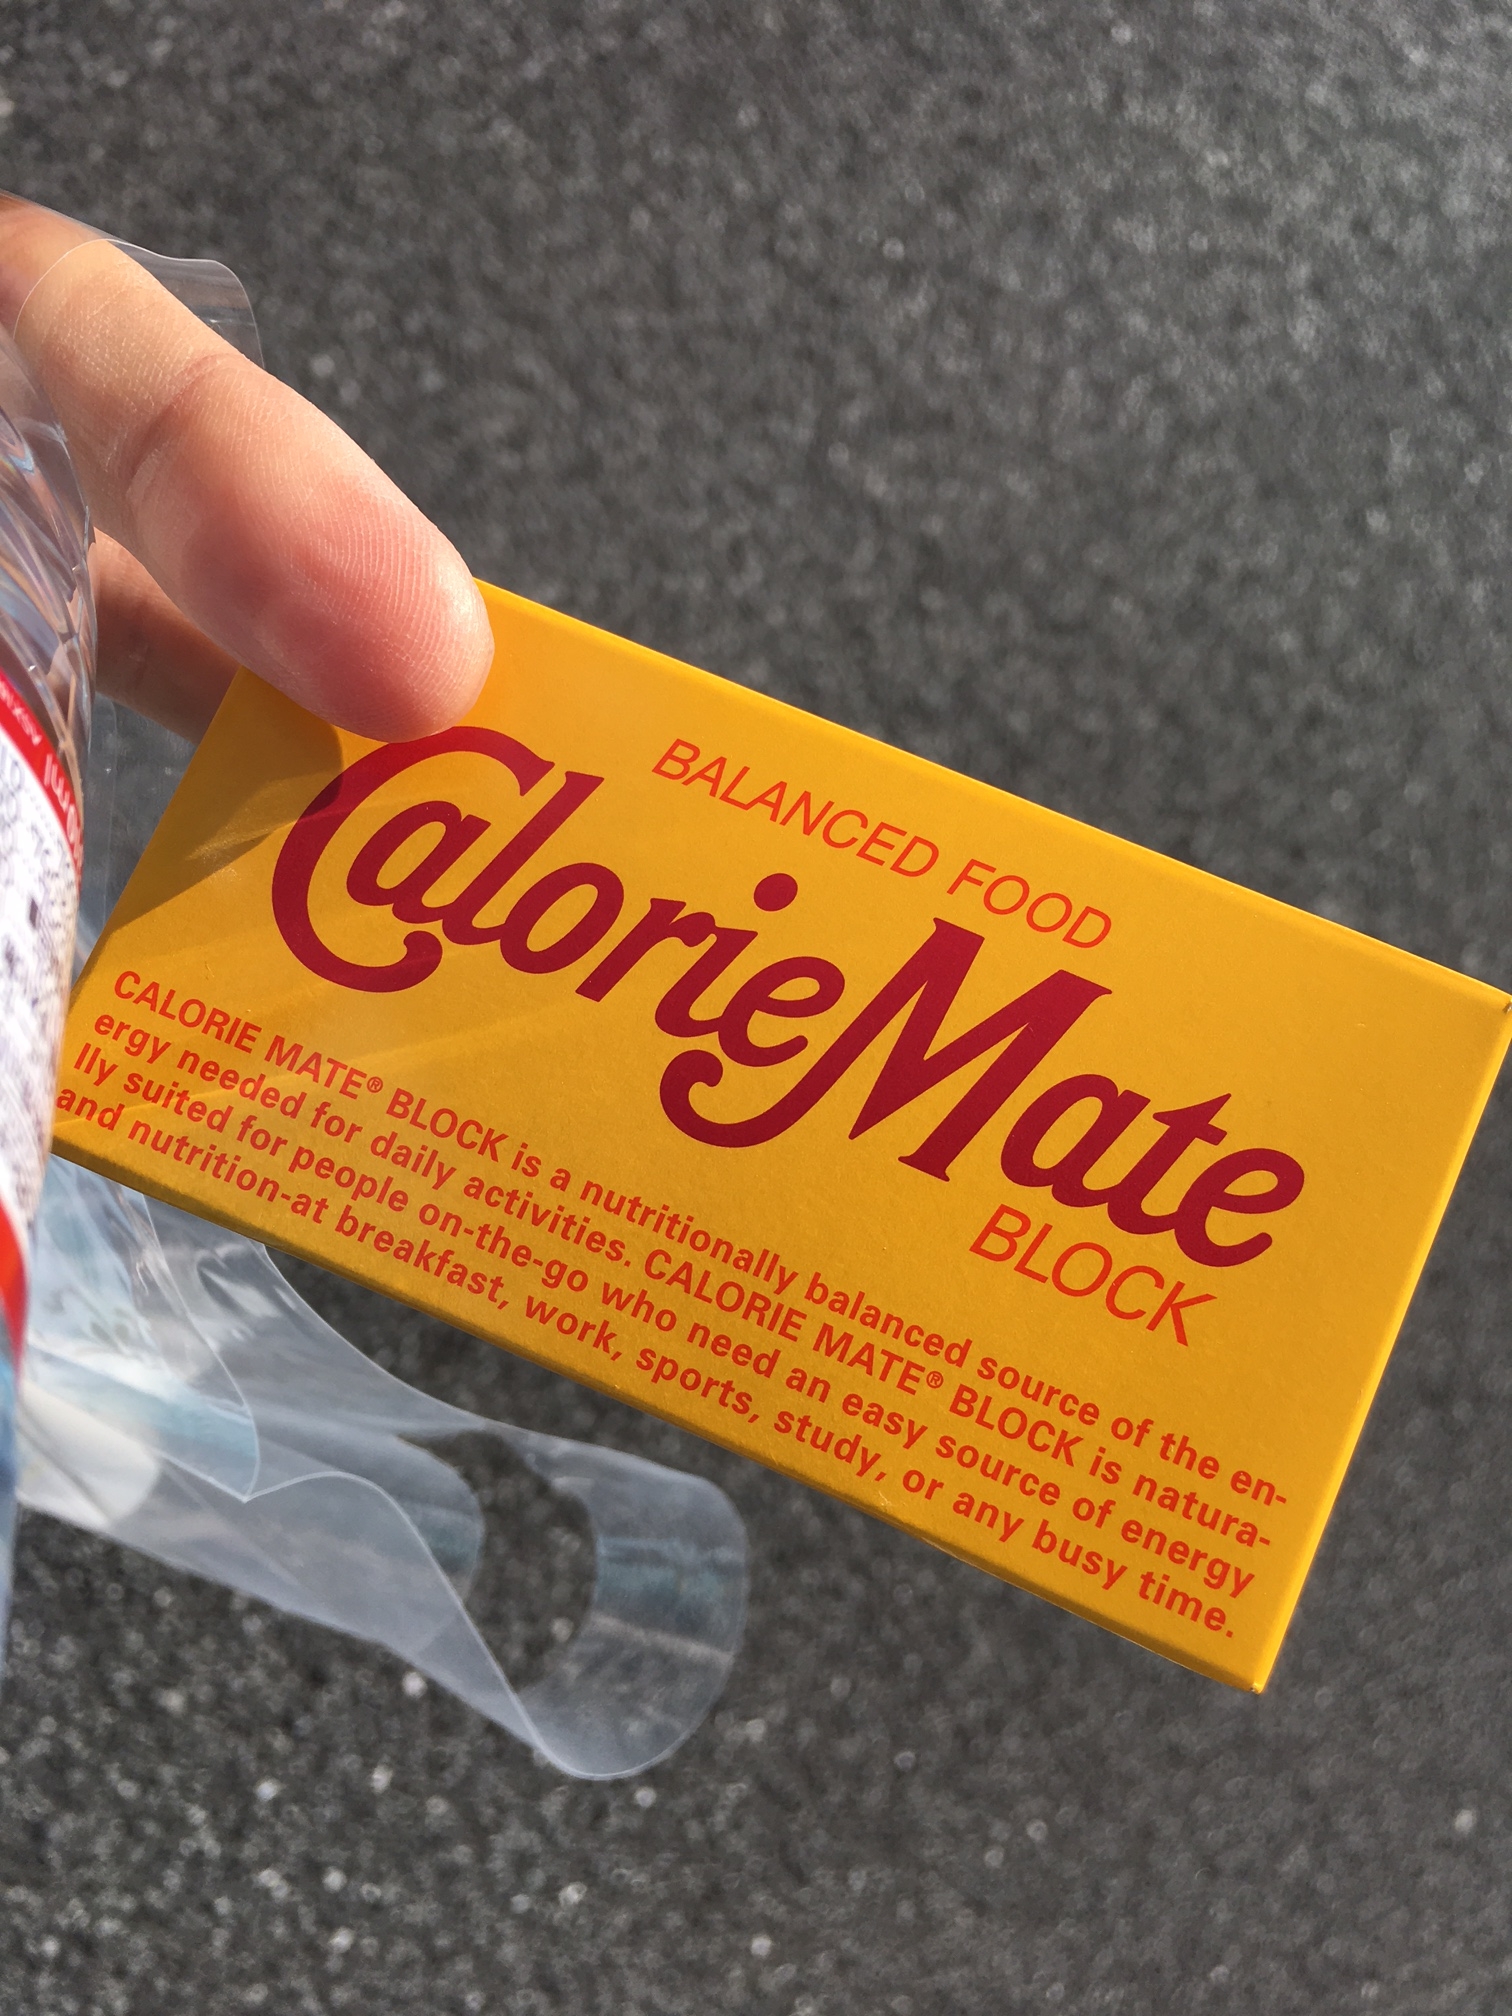 BALANCED FOOD
CalorieMate
BLOCK
CALORIE MATE® BLOCK is a nutritionally balanced source of the en-
ergy needed for daily activities. CALORIE MATE® BLOCK is natura-
lly suited for people on-the-go who need an easy source of energy
and nutrition-at breakfast, work, sports, study, or any busy time.